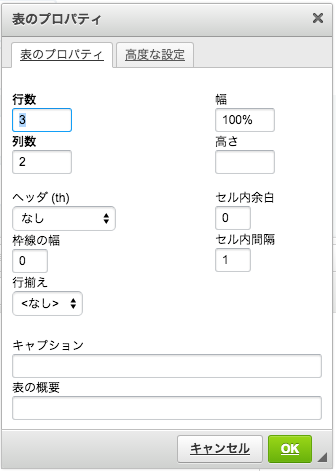 表のプロパティ
表のプロパティ 高度な設定
行数 幅
3 100%
列数 高さ
2
ヘッダ (th) セル内余白
なし 0
枠線の幅 セル内間隔
0 1
行揃え
<なし>
キャプション
表の概要
キャンセル OK